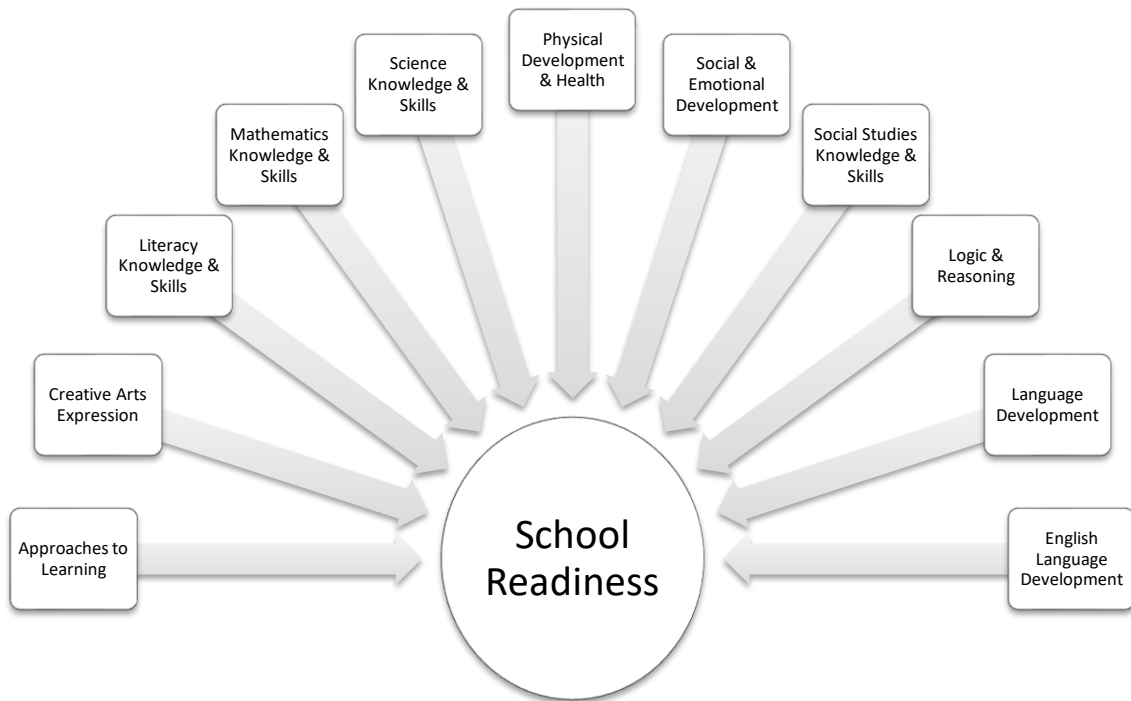 Approaches to
Learning
Creative Arts
Expression
Literacy
Knowledge &
Skills
Mathematics
Knowledge &
Skills
Science
Knowledge &
Skills
Physical
Development
& Health
Social &
Emotional
Development
Social Studies
Knowledge &
Skills
Logic &
Reasoning
Language
Development
English
Language
Development
School
Readiness